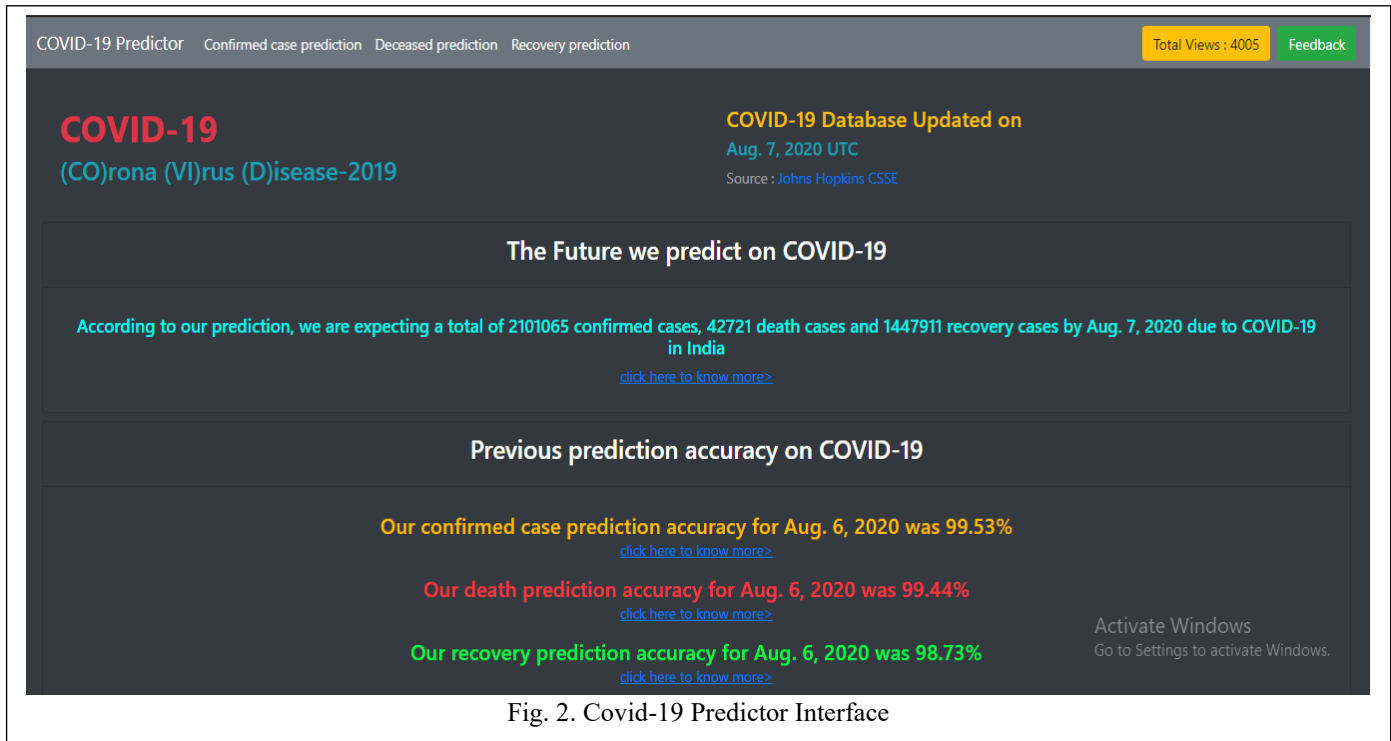 COVID-19 Predictor Confirmed case prediction Deceased prediction Recovery prediction Total Views : 4005 Feedback
COVID-19
(CO)rona (VI)rus (D)isease-2019
COVID-19 Database Updated on
Aug. 7, 2020 UTC
Source : Johns Hopkins CSSE
The Future we predict on COVID-19
According to our prediction, we are expecting a total of 2101065 confirmed cases, 42721 death cases and 1447911 recovery cases by Aug. 7, 2020 due to COVID-19
in India
click here to know more>
Previous prediction accuracy on COVID-19
Our confirmed case prediction accuracy for Aug. 6, 2020 was 99.53%
click here to know more>
Our death prediction accuracy for Aug. 6, 2020 was 99.44%
click here to know more>
Our recovery prediction accuracy for Aug. 6, 2020 was 98.73%
click here to know more>
Activate Windows
Go to Settings to activate Windows.
Fig. 2. Covid-19 Predictor Interface